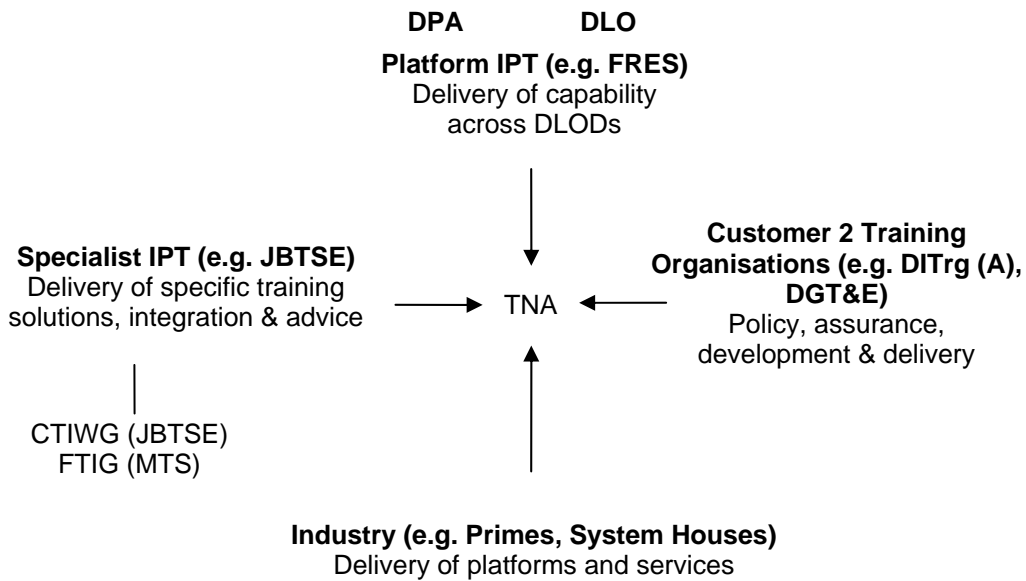 DPA DLO
Platform IPT (e.g. FRES)
Delivery of capability
across DLODs
Specialist IPT (e.g. JBTSE)
Delivery of specific training
solutions, integration & advice
TNA
Customer 2 Training
Organisations (e.g. DITrg (A),
DGT&E)
Policy, assurance,
development & delivery
CTIWG (JBTSE)
FTIG (MTS)
Industry (e.g. Primes, System Houses)
Delivery of platforms and services